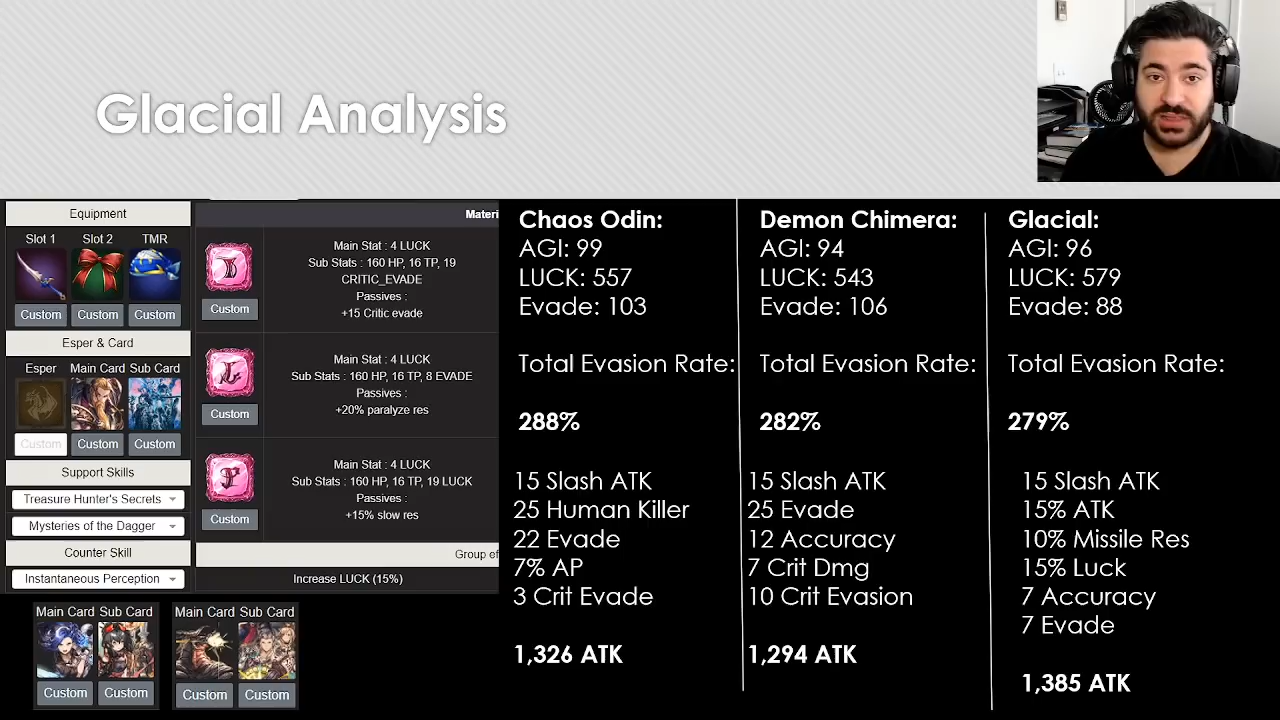 Glacial Analysis
Equipment
Slot 1 Slot 2 TMR
Custom Custom Custom
Esper & Card
Esper Main Card Sub Card
Custom Custom Custom
Support Skills
Treasure Hunter's Secrets
Mysteries of the Dagger
Counter Skill
Instantaneous Perception
Main Card Sub Card
Custom Custom
Main Card Sub Card
Custom Custom
Materi
Main Stat : 4 LUCK
Sub Stats : 160 HP, 16 TP, 19
CRITIC_EVADE
Passives :
+15 Critic evade
Custom
Main Stat : 4 LUCK
Sub Stats : 160 HP, 16 TP, 8 EVADE
Passives :
+20% paralyze res
Custom
Main Stat : 4 LUCK
Sub Stats : 160 HP, 16 TP, 19 LUCK
Passives :
+15% slow res
Custom
Group of
Increase LUCK (15%)
Chaos Odin:
AGI: 99
LUCK: 557
Evade: 103
Total Evasion Rate:
288%
15 Slash ATK
25 Human Killer
22 Evade
7% AP
3 Crit Evade
1,326 ATK
Demon Chimera:
AGI: 94
LUCK: 543
Evade: 106
Total Evasion Rate:
282%
15 Slash ATK
25 Evade
12 Accuracy
7 Crit Dmg
10 Crit Evasion
1,294 ATK
Glacial:
AGI: 96
LUCK: 579
Evade: 88
Total Evasion Rate:
279%
15 Slash ATK
15% ATK
10% Missile Res
15% Luck
7 Accuracy
7 Evade
1,385 ATK